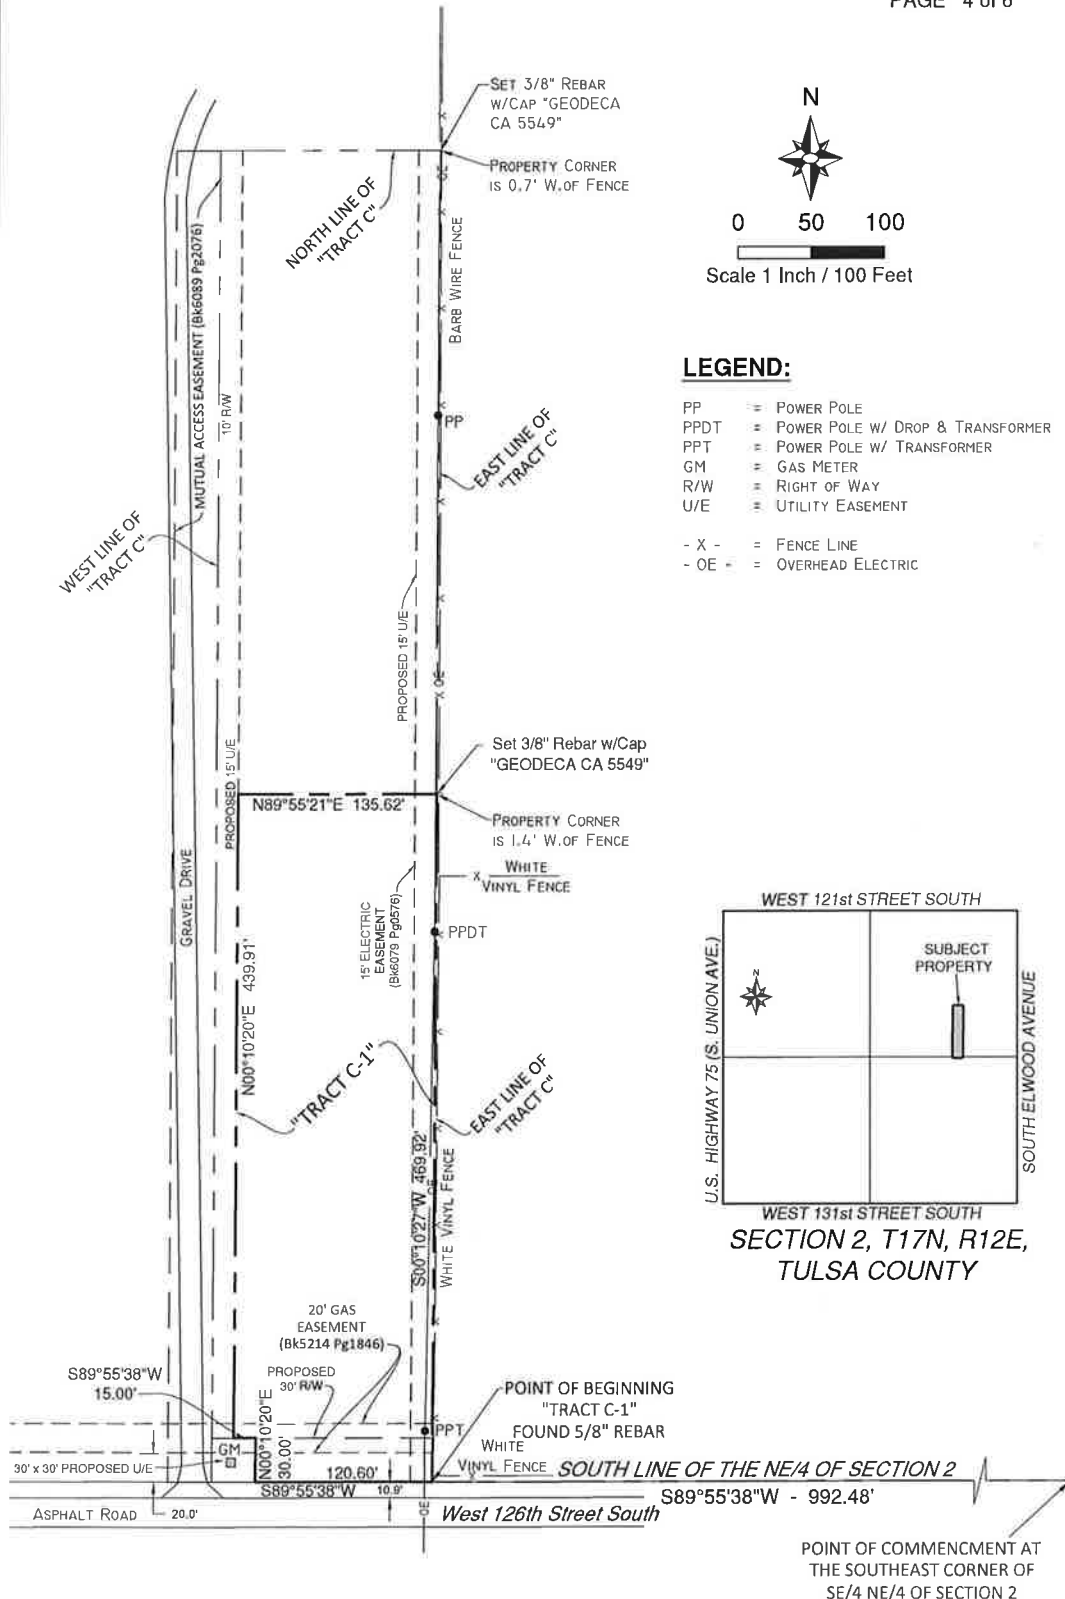 PAGE 4 of 6
SET 3/8" REBAR
W/CAP "GEODECA
CA 5549"
PROPERTY CORNER
IS 0.7' W.OF FENCE
N
0 50 100
Scale 1 Inch / 100 Feet
NORTH LINE OF
"TRACT C"
MUTUAL ACCESS EASEMENT (Bk6089 Pg2076)
BARB WIRE FENCE
OE
10' R/W
PP
EAST LINE OF
"TRACT C"
LEGEND:
PP = POWER POLE
PPDT = POWER POLE W/ DROP & TRANSFORMER
PPT = POWER POLE W/ TRANSFORMER
GM = GAS METER
R/W = RIGHT OF WAY
U/E = UTILITY EASEMENT
- X - = FENCE LINE
- OE - = OVERHEAD ELECTRIC
WEST LINE OF
"TRACT C"
PROPOSED 15' U/E
OE
Set 3/8" Rebar w/Cap
"GEODECA CA 5549"
PROPOSED 15' U/E
N89°55'21"E 135.62'
PROPERTY CORNER
IS 1.4' W.OF FENCE
X WHITE
VINYL FENCE
GRAVEL DRIVE
15' ELECTRIC
EASEMENT
(Bk6079 Pg0576)
PPDT
N00°10'20"E 439.91'
"TRACT C-1"
EAST LINE OF
"TRACT C"
S00°10'27"W 469.92'
OE
WHITE VINYL FENCE
WEST 121st STREET SOUTH
U.S. HIGHWAY 75 (S. UNION AVE.)
N
SUBJECT
PROPERTY
SOUTH ELWOOD AVENUE
WEST 131st STREET SOUTH
SECTION 2, T17N, R12E,
TULSA COUNTY
20' GAS
EASEMENT
(Bk5214 Pg1846)
S89°55'38"W
15.00'
PROPOSED
30' R/W
N00°10'20"E
30.00'
POINT OF BEGINNING
"TRACT C-1"
FOUND 5/8" REBAR
PPT
WHITE
VINYL FENCE
GM
30' x 30' PROPOSED U/E
120.60'
S89°55'38"W
10.9'
SOUTH LINE OF THE NE/4 OF SECTION 2
S89°55'38"W - 992.48'
ASPHALT ROAD
20.0'
OE
West 126th Street South
POINT OF COMMENCMENT AT
THE SOUTHEAST CORNER OF
SE/4 NE/4 OF SECTION 2